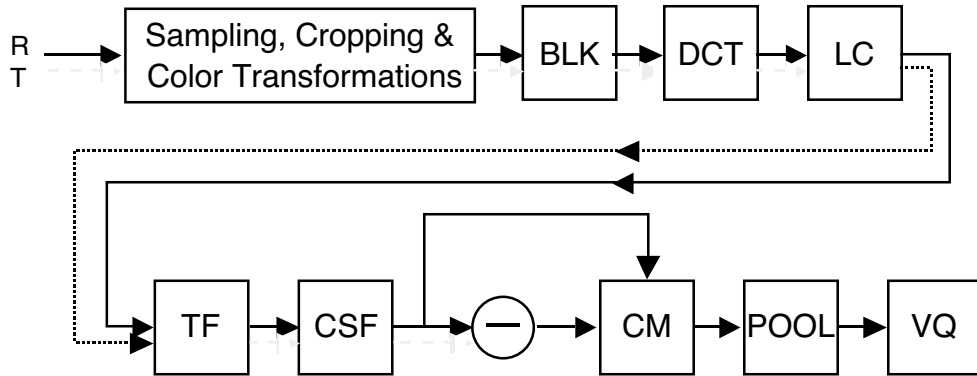 R
T
Sampling, Cropping &
Color Transformations
BLK
DCT
LC
TF
CSF
—
CM
POOL
VQ